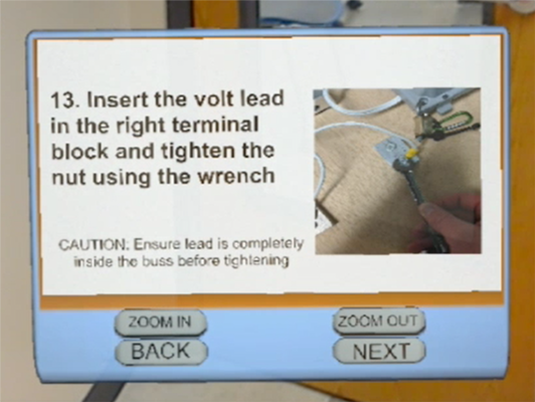 13. Insert the volt lead
in the right terminal
block and tighten the
nut using the wrench
CAUTION: Ensure lead is completely
inside the buss before tightening
ZOOM IN
ZOOM OUT
BACK
NEXT